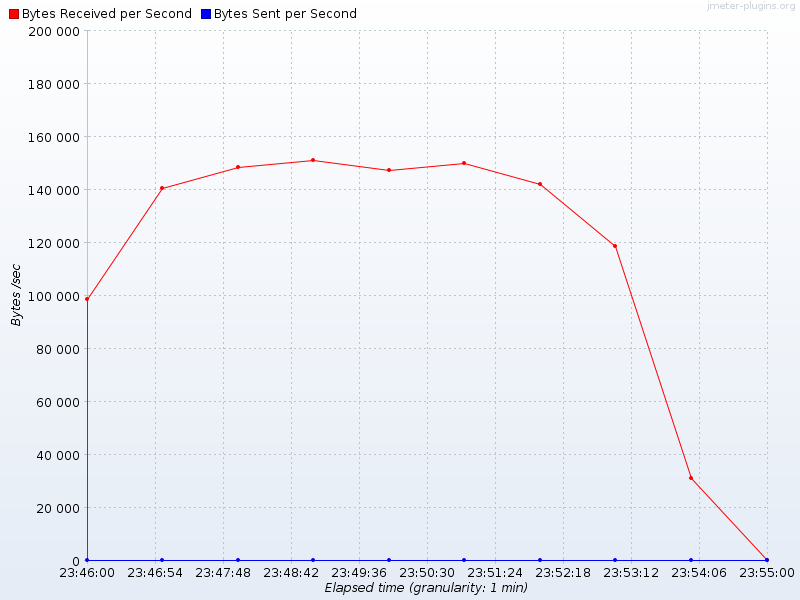 jmeter-plugins.org
Bytes Received per Second Bytes Sent per Second
200 000
180 000
160 000
140 000
120 000
100 000
80 000
60 000
40 000
20 000
0
Bytes /sec
23:46:00 23:46:54 23:47:48 23:48:42 23:49:36 23:50:30 23:51:24 23:52:18 23:53:12 23:54:06 23:55:00
Elapsed time (granularity: 1 min)